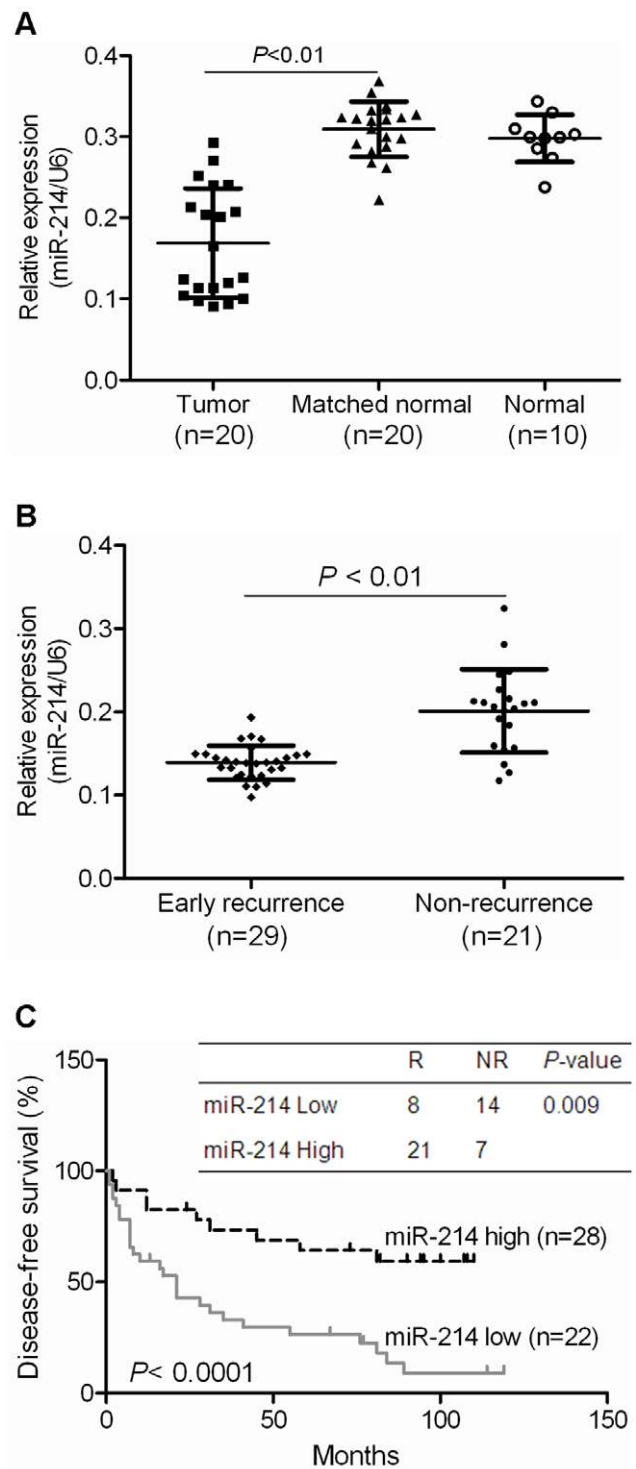 A
P<0.01
0.4
0.3
0.2
0.1
0.0
Relative expression
(miR-214/U6)
Tumor
(n=20)
Matched normal
(n=20)
Normal
(n=10)
B
P < 0.01
0.4
0.3
0.2
0.1
0.0
Relative expression
(miR-214/U6)
Early recurrence
(n=29)
Non-recurrence
(n=21)
C
R NR P-value
miR-214 Low 8 14 0.009
miR-214 High 21 7
150
100
50
0
Disease-free survival (%)
miR-214 high (n=28)
miR-214 low (n=22)
P< 0.0001
0 50 100 150
Months